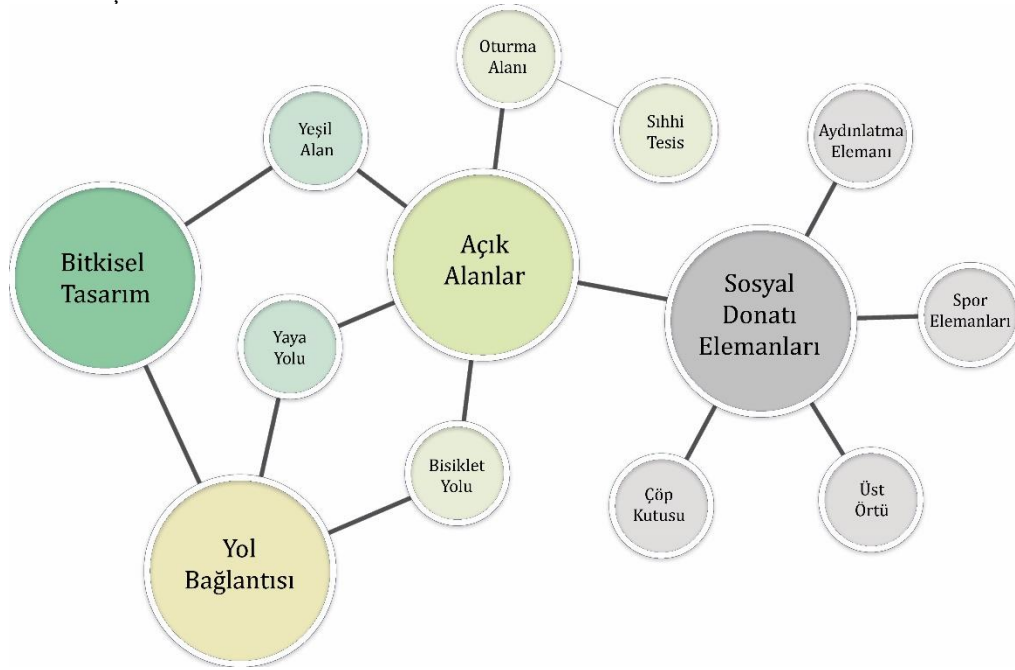 Oturma
Alanı
Sıhhi
Tesis
Yeşil
Alan
Aydınlatma
Elemanı
Bitkisel
Tasarım
Açık
Alanlar
Sosyal
Donatı
Elemanları
Spor
Elemanları
Yaya
Yolu
Bisiklet
Yolu
Çöp
Kutusu
Üst
Örtü
Yol
Bağlantısı